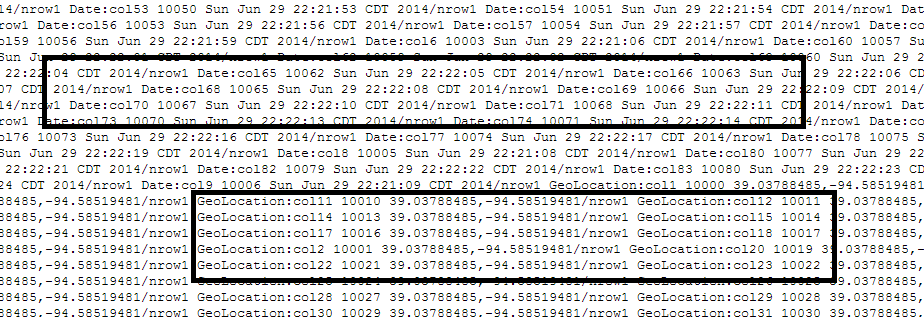 14/nrow1 Date:col53 10050 Sun Jun 29 22:21:53 CDT 2014/nrow1 Date:col54 10051 Sun Jun 29 22:21:54 CDT
row1 Date:col56 10053 Sun Jun 29 22:21:56 CDT 2014/nrow1 Date:col57 10054 Sun Jun 29 22:21:57 CDT
col59 10056 Sun Jun 29 22:21:59 CDT 2014/nrow1 Date:col6 10003 Sun Jun 29 22:21:06 CDT 2014/nrow1 Date:col60 10057 Su
22:22:04 CDT 2014/nrow1 Date:col65 10062 Sun Jun 29 22:22:05 CDT 2014/nrow1 Date:col66 10063 Sun Jun 29 22:22:06 CD
07 CDT 2014/nrow1 Date:col68 10065 Sun Jun 29 22:22:08 CDT 2014/nrow1 Date:col69 10066 Sun Jun 29 22:22:09 CDT 2014/n
2014/nrow1 Date:col70 10067 Sun Jun 29 22:22:10 CDT 2014/nrow1 Date:col71 10068 Sun Jun 29 22:22:11 CDT 2014/nrow1
Date:col73 10070 Sun Jun 29 22:22:13 CDT 2014/nrow1 Date:col74 10071 Sun Jun 29 22:22:14 CDT 2014/nrow1
col76 10073 Sun Jun 29 22:22:16 CDT 2014/nrow1 Date:col77 10074 Sun Jun 29 22:22:17 CDT 2014/nrow1 Date:col78 10075 S
Sun Jun 29 22:22:19 CDT 2014/nrow1 Date:col8 10005 Sun Jun 29 22:21:08 CDT 2014/nrow1 Date:col80 10077 Sun Jun 29 22
22:22:21 CDT 2014/nrow1 Date:col82 10079 Sun Jun 29 22:22:22 CDT 2014/nrow1 Date:col83 10080 Sun Jun 29 22:22:23 CD
24 CDT 2014/nrow1 Date:col9 10006 Sun Jun 29 22:21:09 CDT 2014/nrow1 GeoLocation:col1 10000 39.03788485,-94.58519481
88485,-94.58519481/nrow1 GeoLocation:col11 10010 39.03788485,-94.58519481/nrow1 GeoLocation:col12 10011 39.03788485,-
88485,-94.58519481/nrow1 GeoLocation:col14 10013 39.03788485,-94.58519481/nrow1 GeoLocation:col15 10014 39.03788485,-
88485,-94.58519481/nrow1 GeoLocation:col17 10016 39.03788485,-94.58519481/nrow1 GeoLocation:col18 10017 39.03788485,-
88485,-94.58519481/nrow1 GeoLocation:col2 10001 39.03788485,-94.58519481/nrow1 GeoLocation:col20 10019 39.03788485,-9
88485,-94.58519481/nrow1 GeoLocation:col22 10021 39.03788485,-94.58519481/nrow1 GeoLocation:col23 10022 39.03788485,-
88485,-94.58519481/nrow1
88485,-94.58519481/nrow1 GeoLocation:col28 10027 39.03788485,-94.58519481/nrow1 GeoLocation:col29 10028 39.03788485,-
88485,-94.58519481/nrow1 GeoLocation:col30 10029 39.03788485,-94.58519481/nrow1 GeoLocation:col31 10030 39.03788485,-